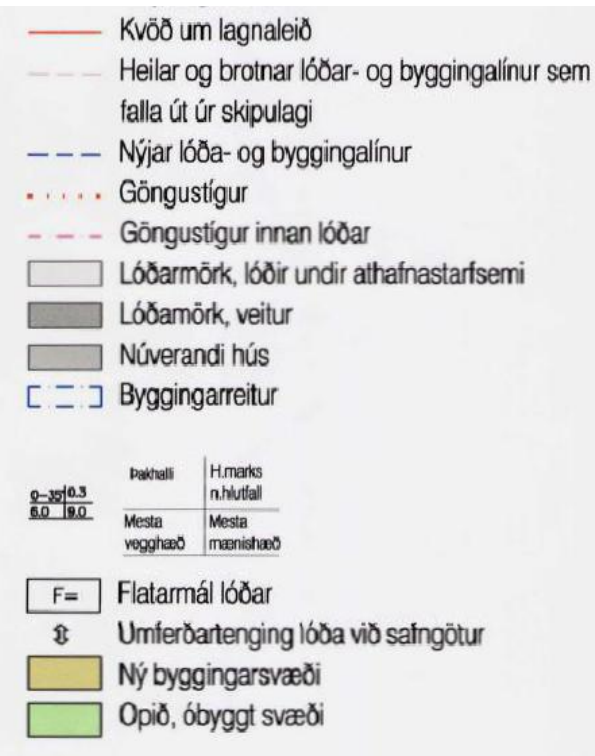 Kvöð um lagnaleið
Heilar og brotnar lóðar- og byggingalínur sem
falla út úr skipulagi
Nýjar lóða- og byggingalínur
Göngustígur
Göngustígur innan lóðar
Lóðarmörk, lóðir undir athafnastarfsemi
Lóðamörk, veitur
Núverandi hús
Byggingarreitur
0-35 0.3
6.0 9.0
Þakhalli
H.marks
n.hlutfall
Mesta
vegghæð
Mesta
mænishæð
F= Flatarmál lóðar
Umferðartenging lóða við safngötur
Ný byggingarsvæði
Opið, óbyggt svæði